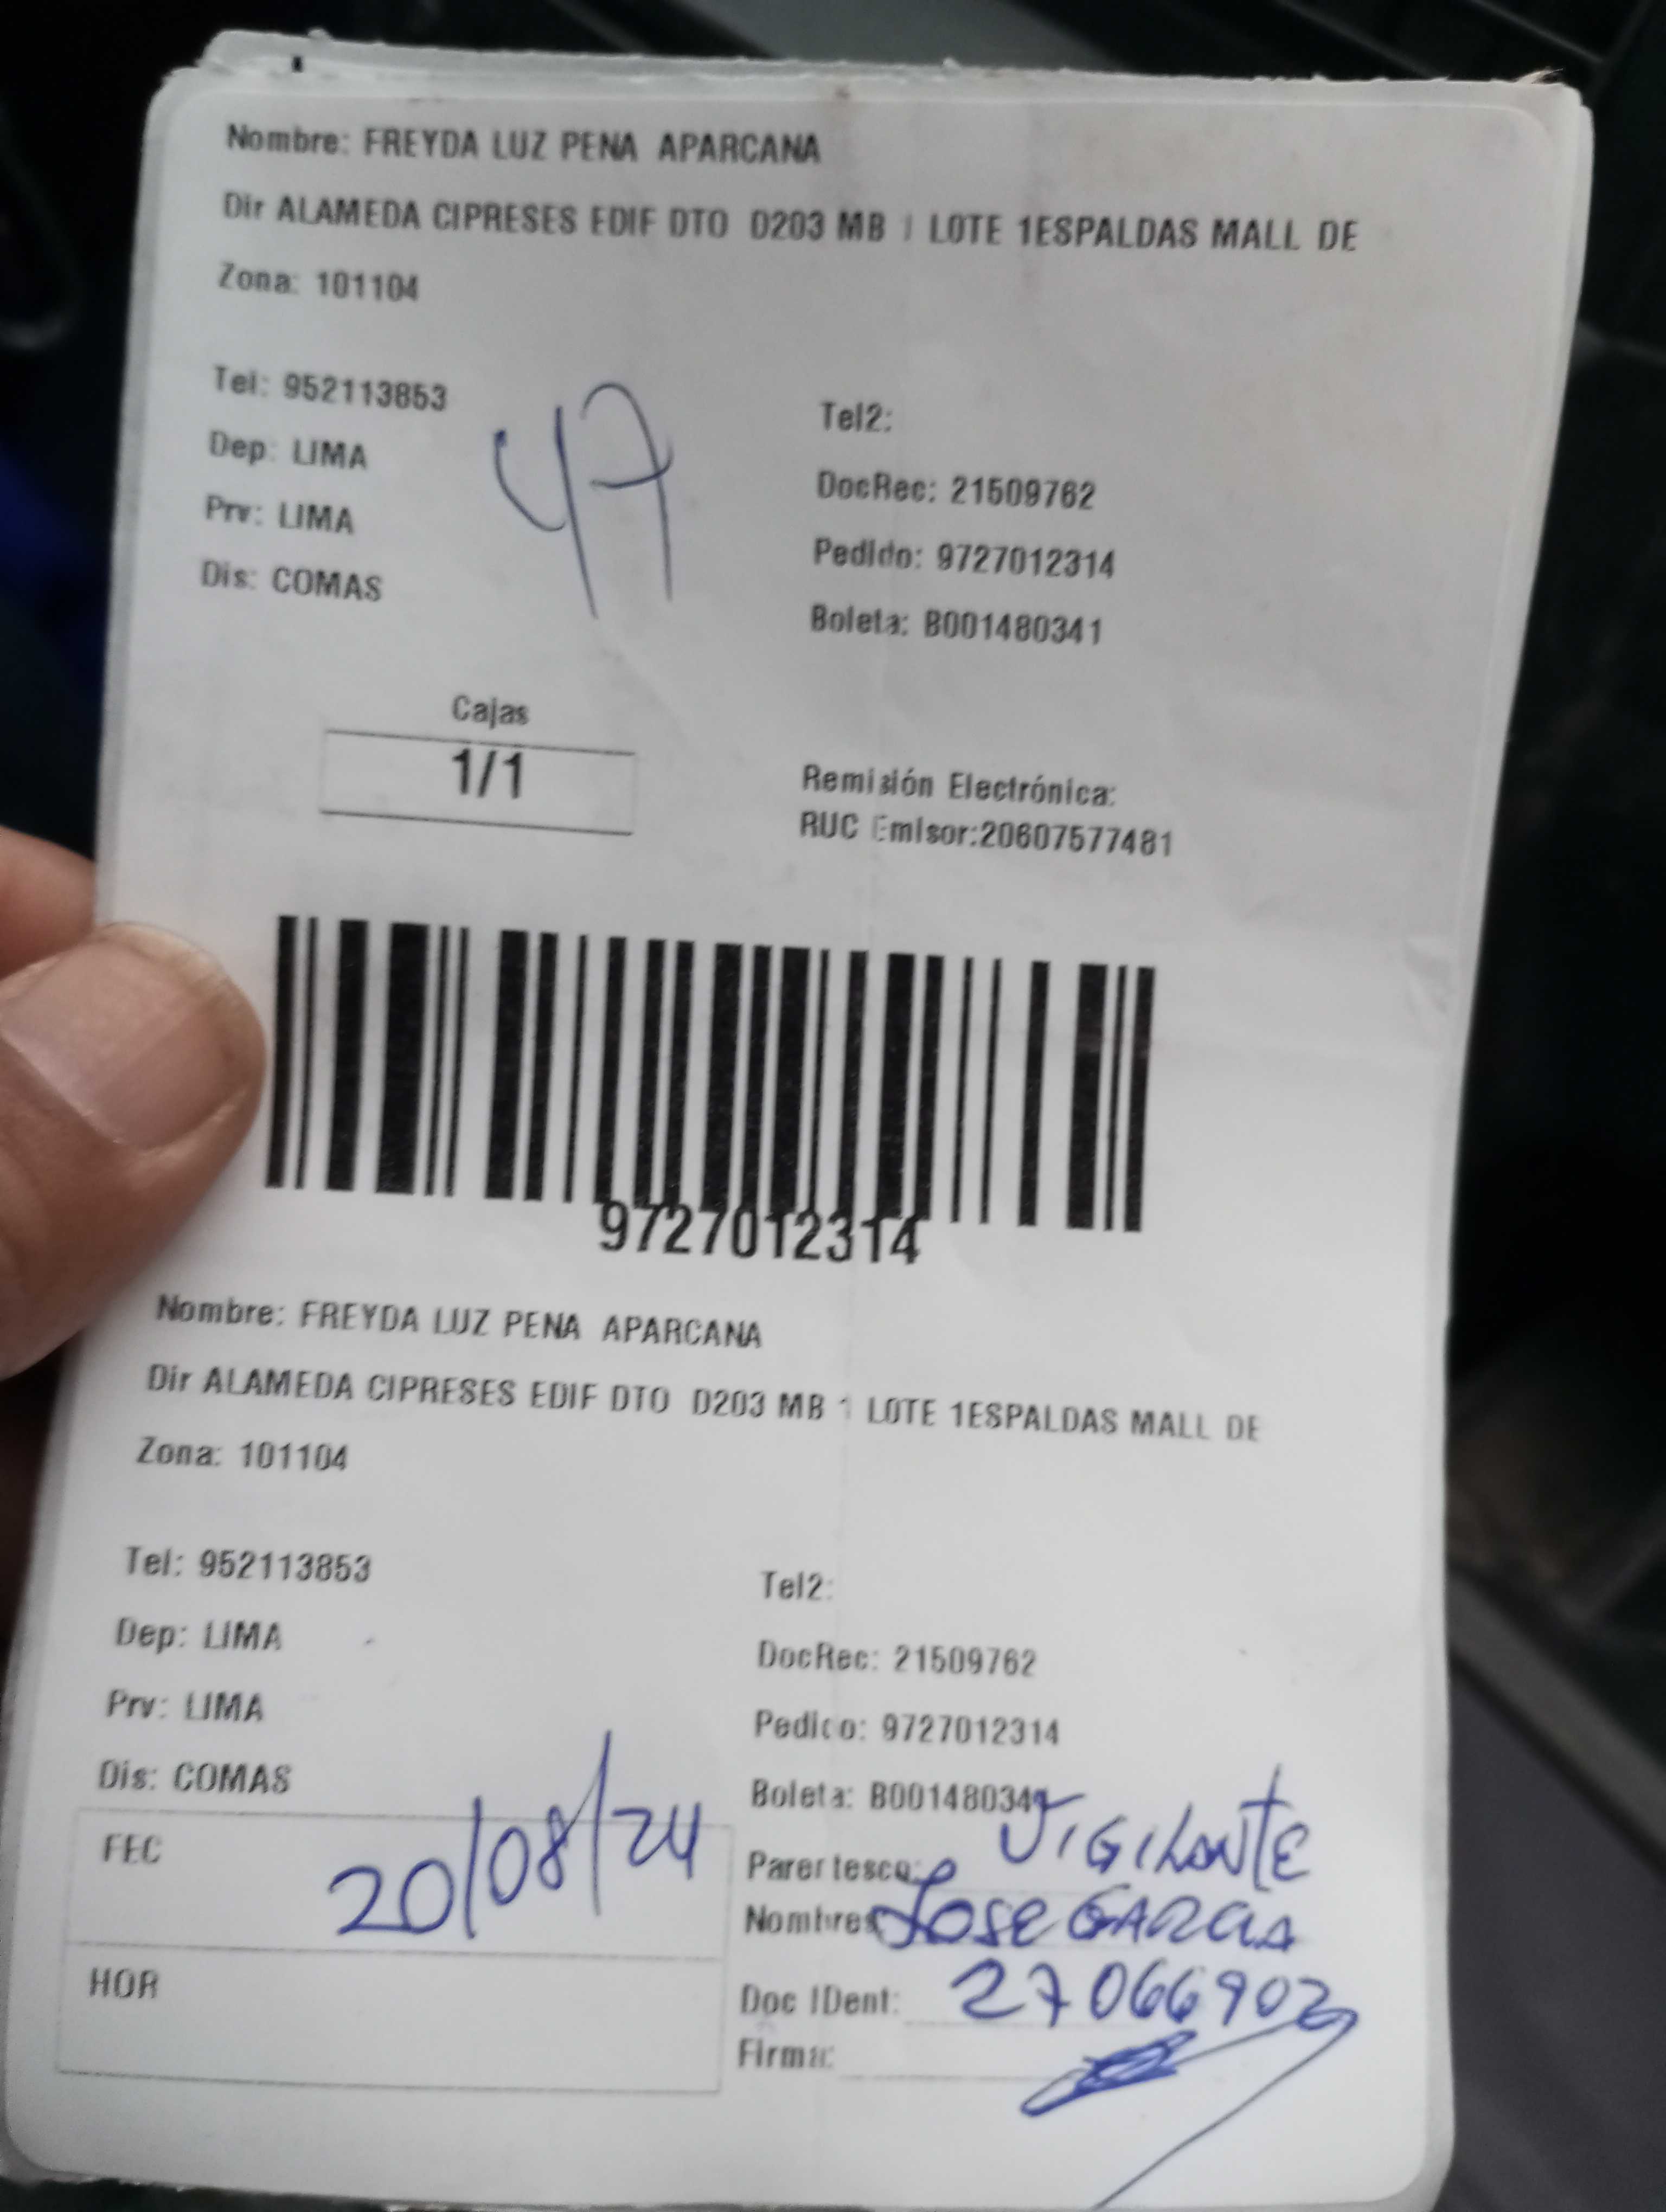 Nombre: FREYDA LUZ PENA APARCANA
Dir ALAMEDA CIPRESES EDIF DTO D203 MB 1 LOTE 1ESPALDAS MALL DE
Zona: 101104
Tel: 952113853
Tel2:
Dep: LIMA
DocRec: 21509762
Prv: LIMA
Pedido: 9727012314
Dis: COMAS
Boleta: B001480341
47
Cajas
1/1
Remisión Electrónica:
RUC Emisor:20607577481
9727012314
Nombre: FREYDA LUZ PENA APARCANA
Dir ALAMEDA CIPRESES EDIF DTO D203 MB 1 LOTE 1ESPALDAS MALL DE
Zona: 101104
Tel: 952113853
Tel2:
Dep: LIMA
DocRec: 21509762
Prv: LIMA
Pedido: 9727012314
Dis: COMAS
Boleta: B001480341
FEC 20/08/24
Parentesco: VIGILANTE
Nombres: JOSE GARCIA
HOR
Doc IDent: 27066903
Firma: